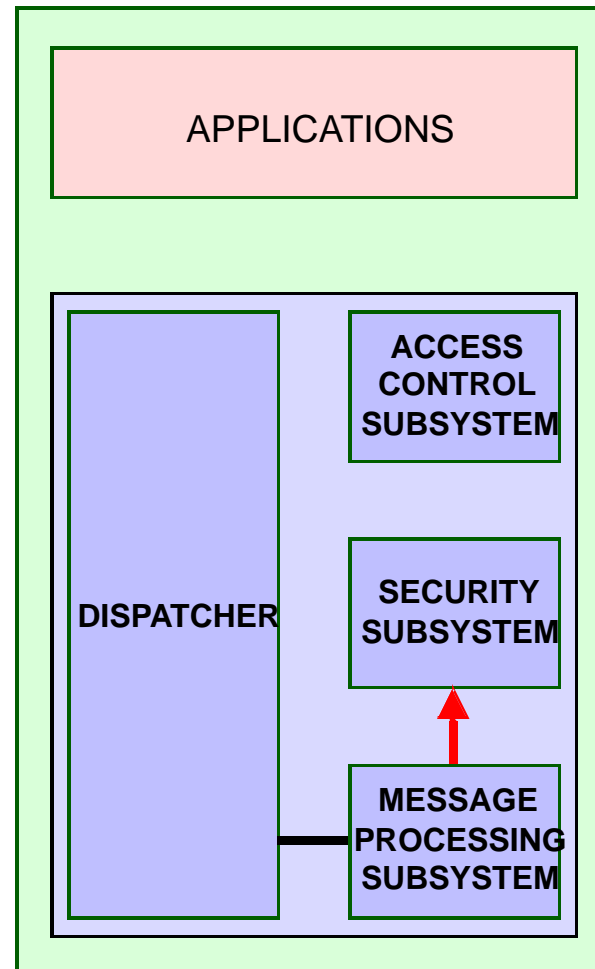 APPLICATIONS
ACCESS
CONTROL
SUBSYSTEM
DISPATCHER
SECURITY
SUBSYSTEM
MESSAGE
PROCESSING
SUBSYSTEM